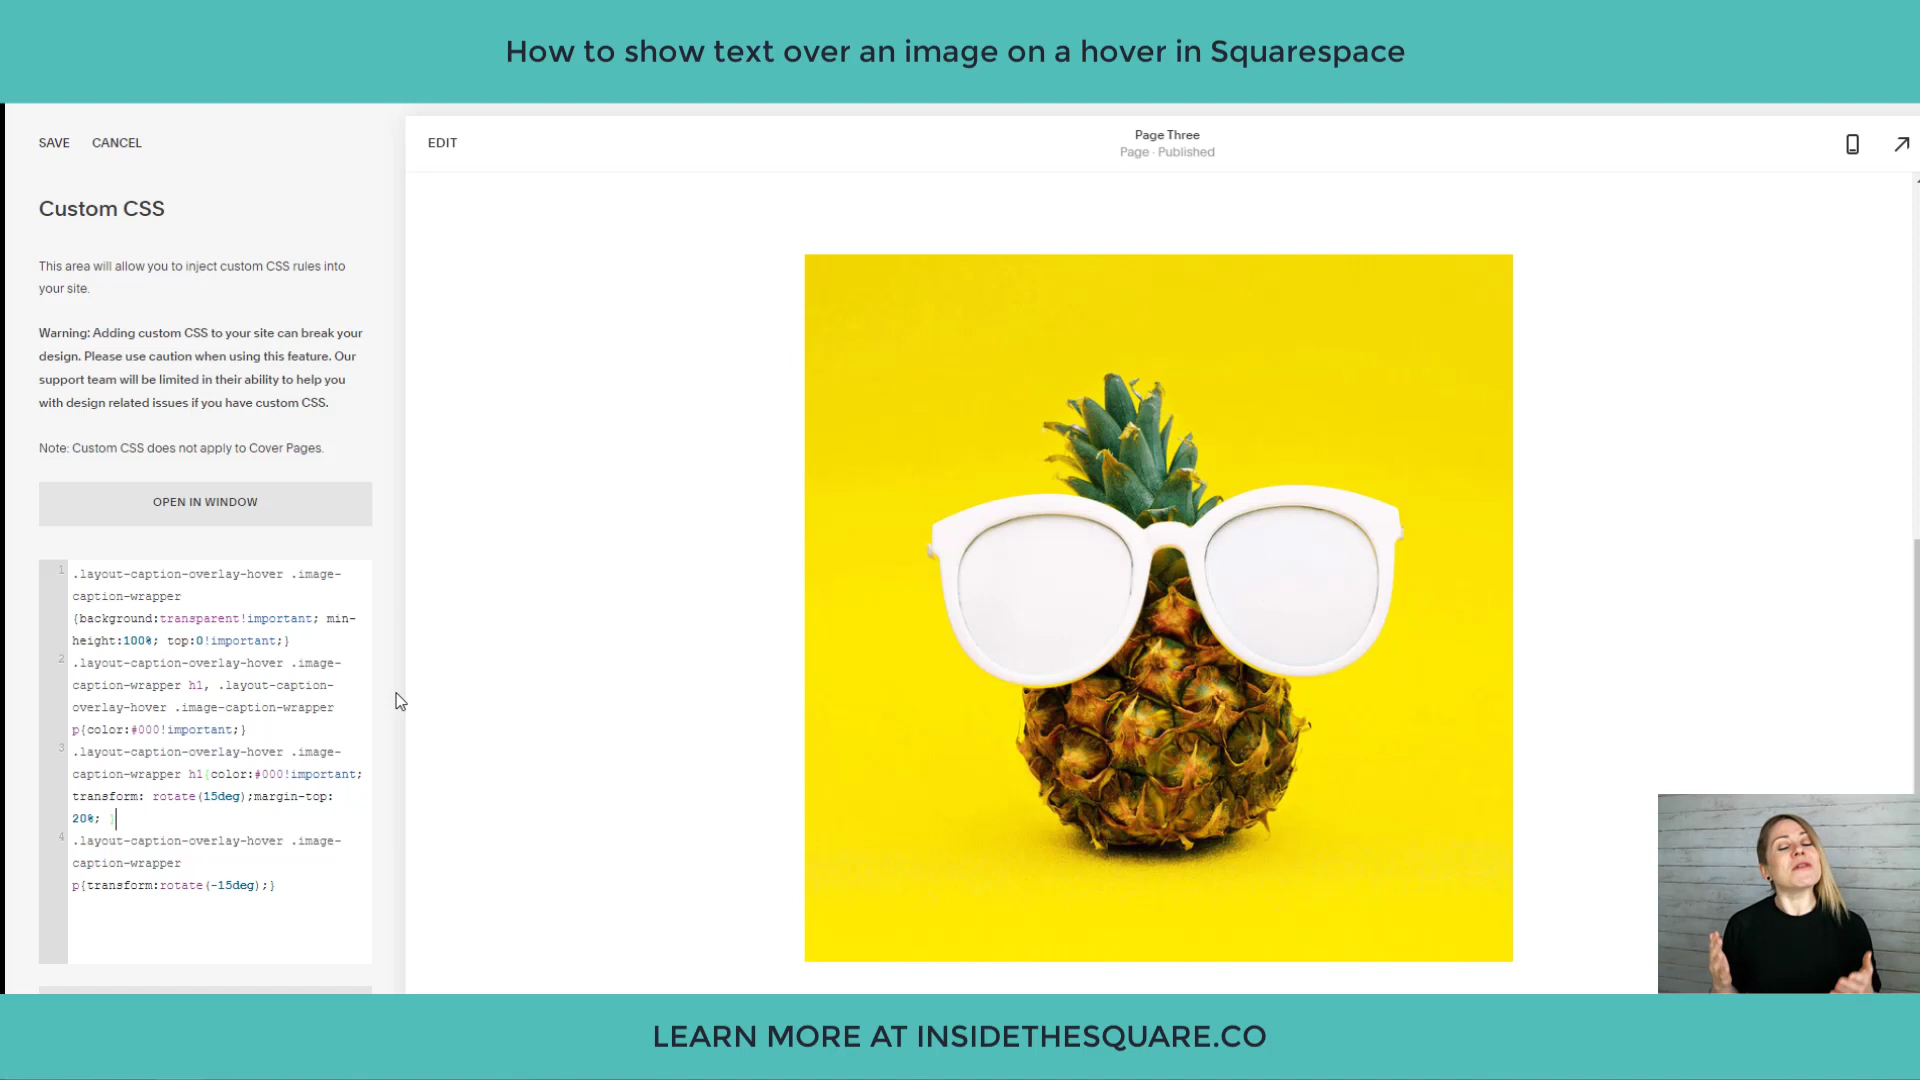 How to show text over an image on a hover in Squarespace
SAVE CANCEL
EDIT
Page Three
Page · Published
Custom CSS
This area will allow you to inject custom CSS rules into
your site.
Warning: Adding custom CSS to your site can break your
design. Please use caution when using this feature. Our
support team will be limited in their ability to help you
with design related issues if you have custom CSS.
Note: Custom CSS does not apply to Cover Pages.
OPEN IN WINDOW
1 .layout-caption-overlay-hover .image-
caption-wrapper
{background:transparent!important; min-
height:100%; top:0!important;}
2 .layout-caption-overlay-hover .image-
caption-wrapper h1, .layout-caption-
overlay-hover .image-caption-wrapper
p{color:#000!important;}
3 .layout-caption-overlay-hover .image-
caption-wrapper h1{color:#000!important;
transform: rotate(15deg);margin-top:
20%; }
4 .layout-caption-overlay-hover .image-
caption-wrapper
p{transform:rotate(-15deg);}
LEARN MORE AT INSIDETHESQUARE.CO